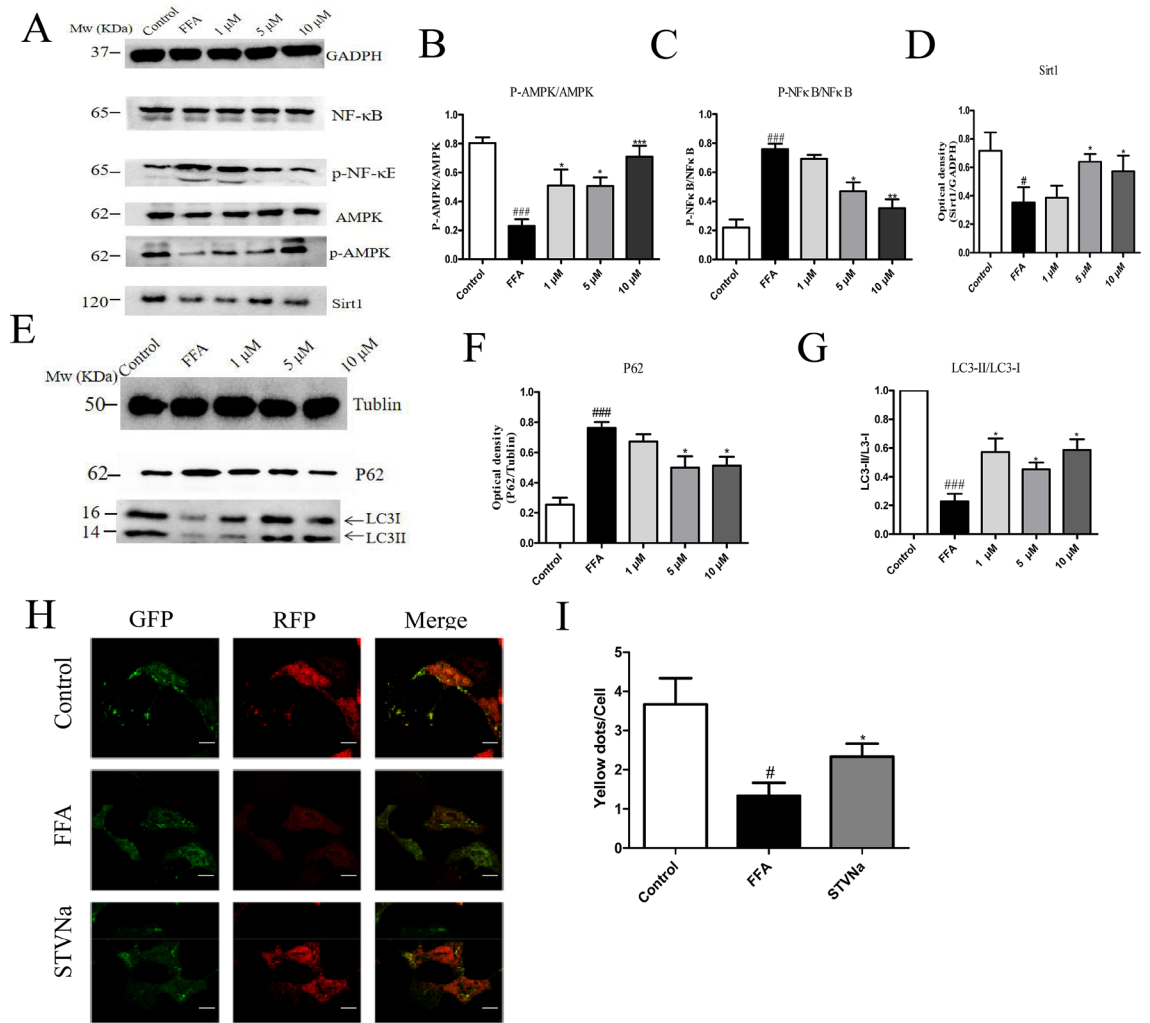 A
Mw (KDa)
Control
FFA
1 μM
5 μM
10 μM
37
GADPH
65
NF-κB
65
p-NF-κE
62
AMPK
62
p-AMPK
120
Sirt1
B
P-AMPK/AMPK
P-AMPK/AMPK
1.0
0.8
0.6
0.4
0.2
0.0
###
*
*
***
Control
FFA
1 μM
5 μM
10 μM
C
P-NFκB/NFκB
P-NFκB/NFκB
1.0
0.8
0.6
0.4
0.2
0.0
###
*
**
Control
FFA
1 μM
5 μM
10 μM
D
Sirt1
Optical density
(Sirt1/GADPH)
1.0
0.8
0.6
0.4
0.2
0.0
#
*
*
Control
FFA
1 μM
5 μM
10 μM
E
Mw (KDa)
Control
FFA
1 μM
5 μM
10 μM
50
Tublin
62
P62
16
LC3I
14
LC3II
F
P62
Optical density
(P62/Tublin)
1.0
0.8
0.6
0.4
0.2
0.0
###
*
*
Control
FFA
1 μM
5 μM
10 μM
G
LC3-II/LC3-I
LC3-II/L3-I
1.0
0.8
0.6
0.4
0.2
0.0
###
*
*
*
Control
FFA
1 μM
5 μM
10 μM
H
GFP
RFP
Merge
Control
FFA
STVNa
I
Yellow dots/Cell
5
4
3
2
1
0
#
*
Control
FFA
STVNa